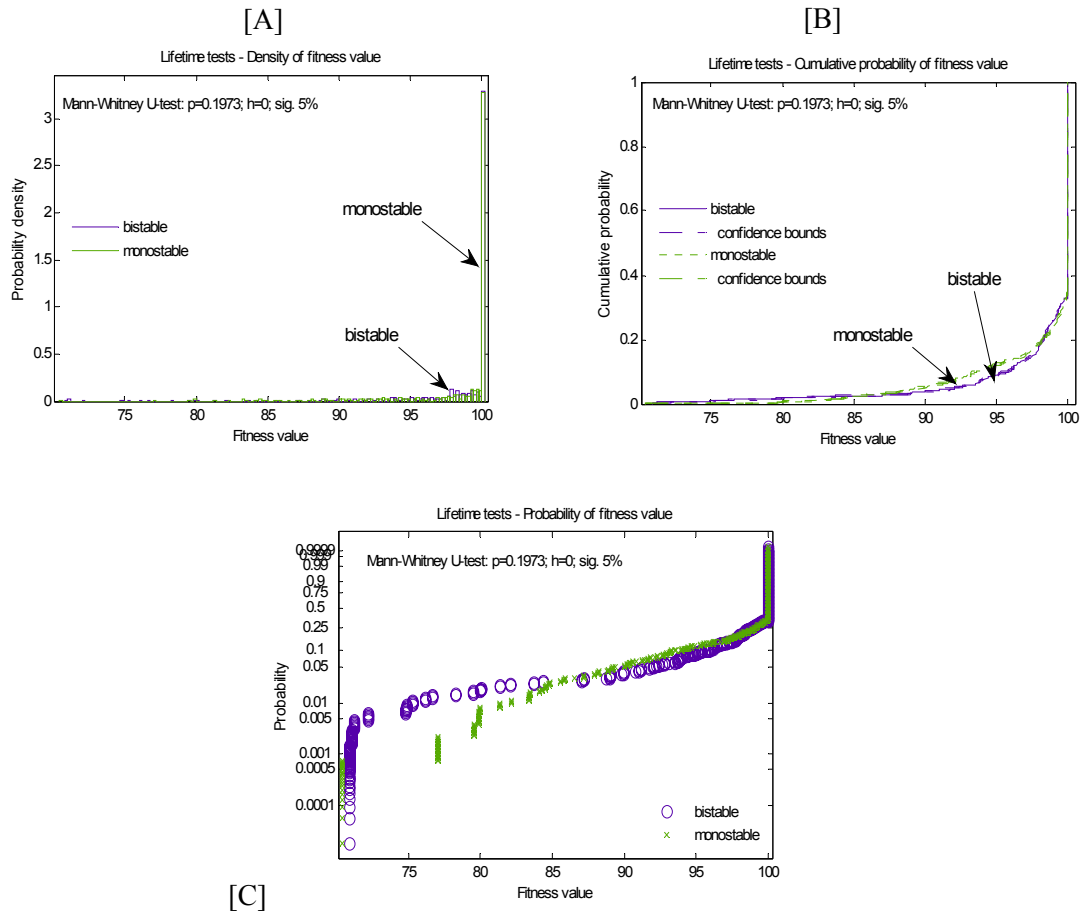 [A]
Lifetime tests - Density of fitness value
Mann-Whitney U-test: p=0.1973; h=0; sig. 5%
Probability density
3
2.5
2
1.5
1
0.5
0
bistable
monostable
monostable
bistable
75
80
85
90
95
100
Fitness value
[B]
Lifetime tests - Cumulative probability of fitness value
Mann-Whitney U-test: p=0.1973; h=0; sig. 5%
Cumulative probability
1
0.8
0.6
0.4
0.2
0
bistable
confidence bounds
monostable
confidence bounds
bistable
monostable
75
80
85
90
95
100
Fitness value
Lifetime tests - Probability of fitness value
Mann-Whitney U-test: p=0.1973; h=0; sig. 5%
Probability
0.9999
0.999
0.99
0.9
0.75
0.5
0.25
0.1
0.05
0.01
0.005
0.001
0.0005
0.0001
bistable
monostable
75
80
85
90
95
100
Fitness value
[C]